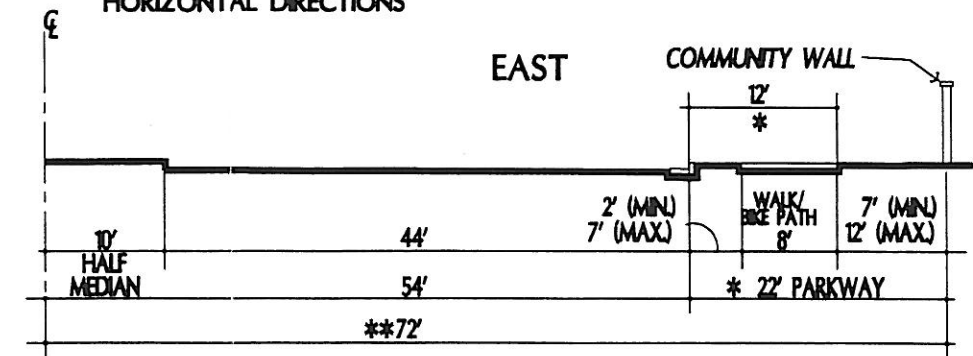 HORIZONTAL DIRECTIONS
℄
EAST
COMMUNITY WALL
12'
*
2' (MIN.)
7' (MAX.)
WALK/
BIKE PATH
8'
7' (MIN.)
12' (MAX.)
10'
HALF
MEDIAN
44'
54'
* 22' PARKWAY
**72'